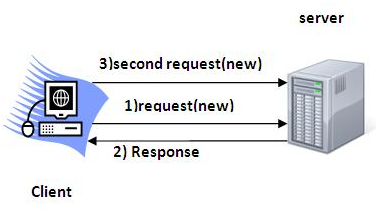 server
3)second request(new)
1)request(new)
2) Response
Client